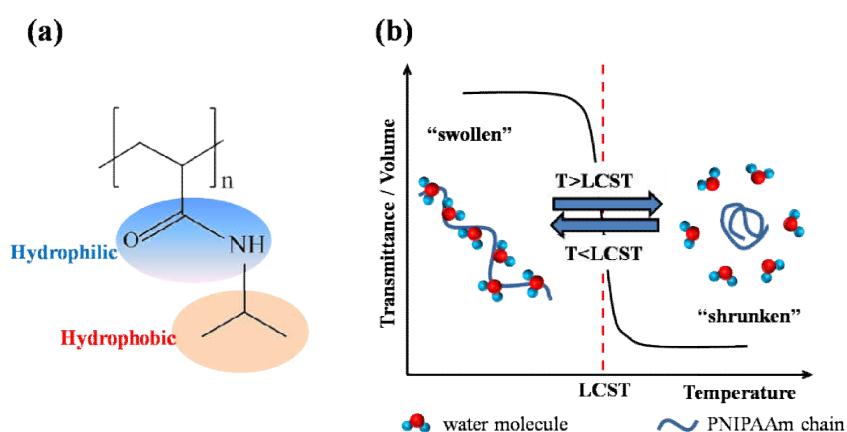 (a)
n
O
NH
Hydrophilic
Hydrophobic
(b)
Transmittance / Volume
“swollen”
T>LCST
T<LCST
“shrunken”
LCST
Temperature
water molecule
PNIPAAm chain